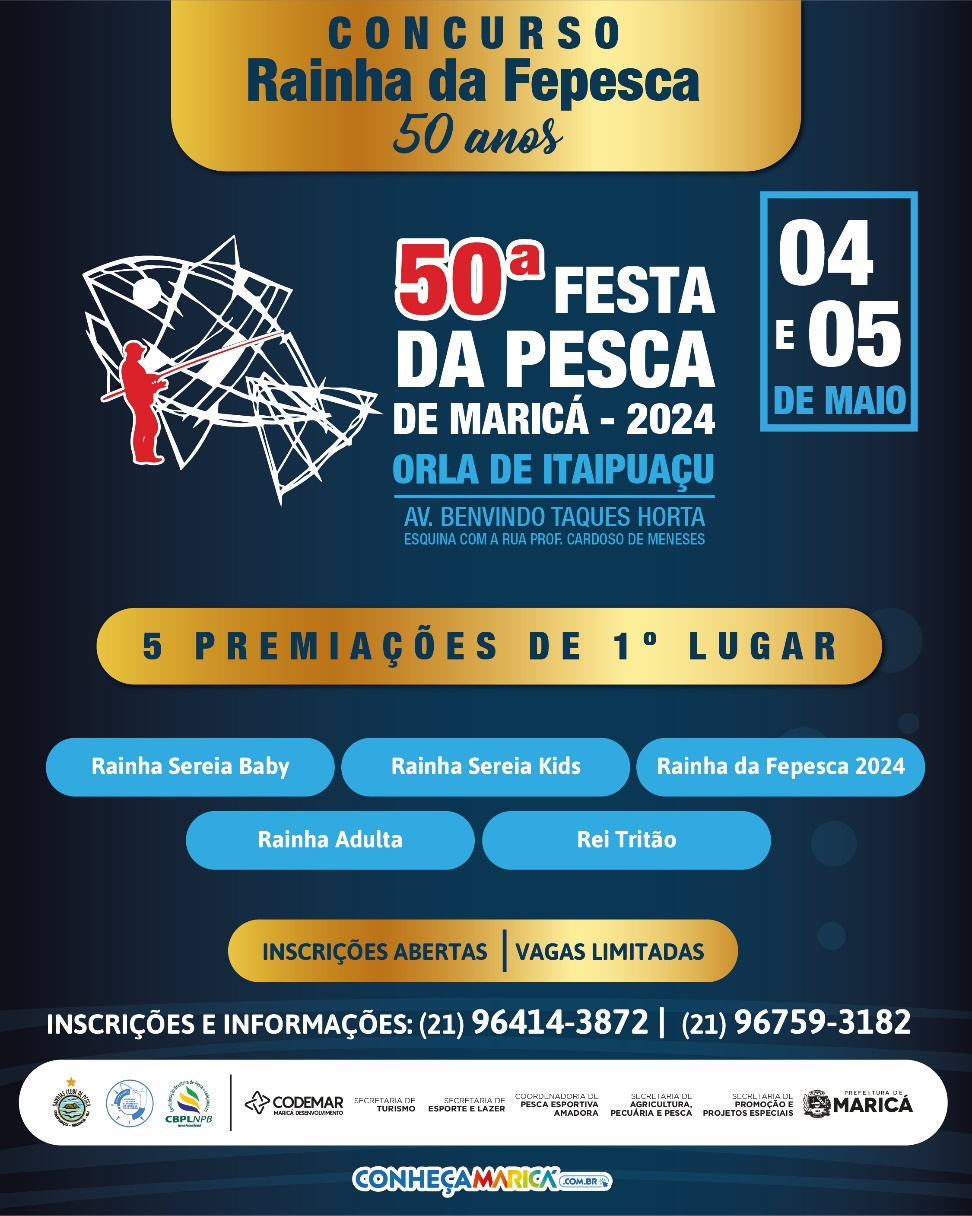 CONCURSO
Rainha da Fepesca
50 anos
50ª FESTA
DA PESCA
DE MARICÁ - 2024
ORLA DE ITAIPUAÇU
AV. BENVINDO TAQUES HORTA
ESQUINA COM A RUA PROF. CARDOSO DE MENESES
04
E 05
DE MAIO
5 PREMIAÇÕES DE 1º LUGAR
Rainha Sereia Baby
Rainha Sereia Kids
Rainha da Fepesca 2024
Rainha Adulta
Rei Tritão
INSCRIÇÕES ABERTAS | VAGAS LIMITADAS
INSCRIÇÕES E INFORMAÇÕES: (21) 96414-3872 | (21) 96759-3182
CBPLNPB
CODEMAR
MARICÁ DESENVOLVIMENTO
SECRETARIA DE
TURISMO
SECRETARIA DE
ESPORTE E LAZER
COORDENADORIA DE
PESCA ESPORTIVA
AMADORA
SECRETARIA DE
AGRICULTURA,
PECUÁRIA E PESCA
SECRETARIA DE
PROMOÇÃO E
PROJETOS ESPECIAIS
PREFEITURA DE
MARICÁ
CONHEÇAMARICÁ.COM.BR